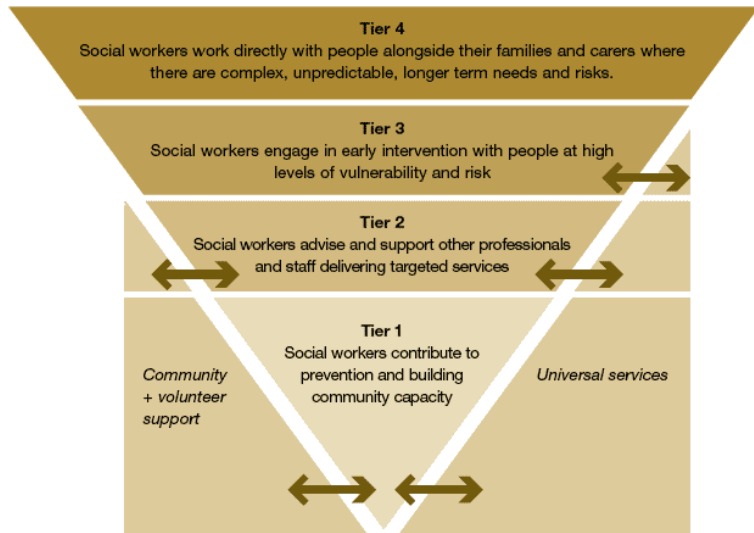 Tier 4
Social workers work directly with people alongside their families and carers where
there are complex, unpredictable, longer term needs and risks.
Tier 3
Social workers engage in early intervention with people at high
levels of vulnerability and risk
Tier 2
Social workers advise and support other professionals
and staff delivering targeted services
Tier 1
Social workers contribute to
prevention and building
community capacity
Community
+ volunteer
support
Universal services